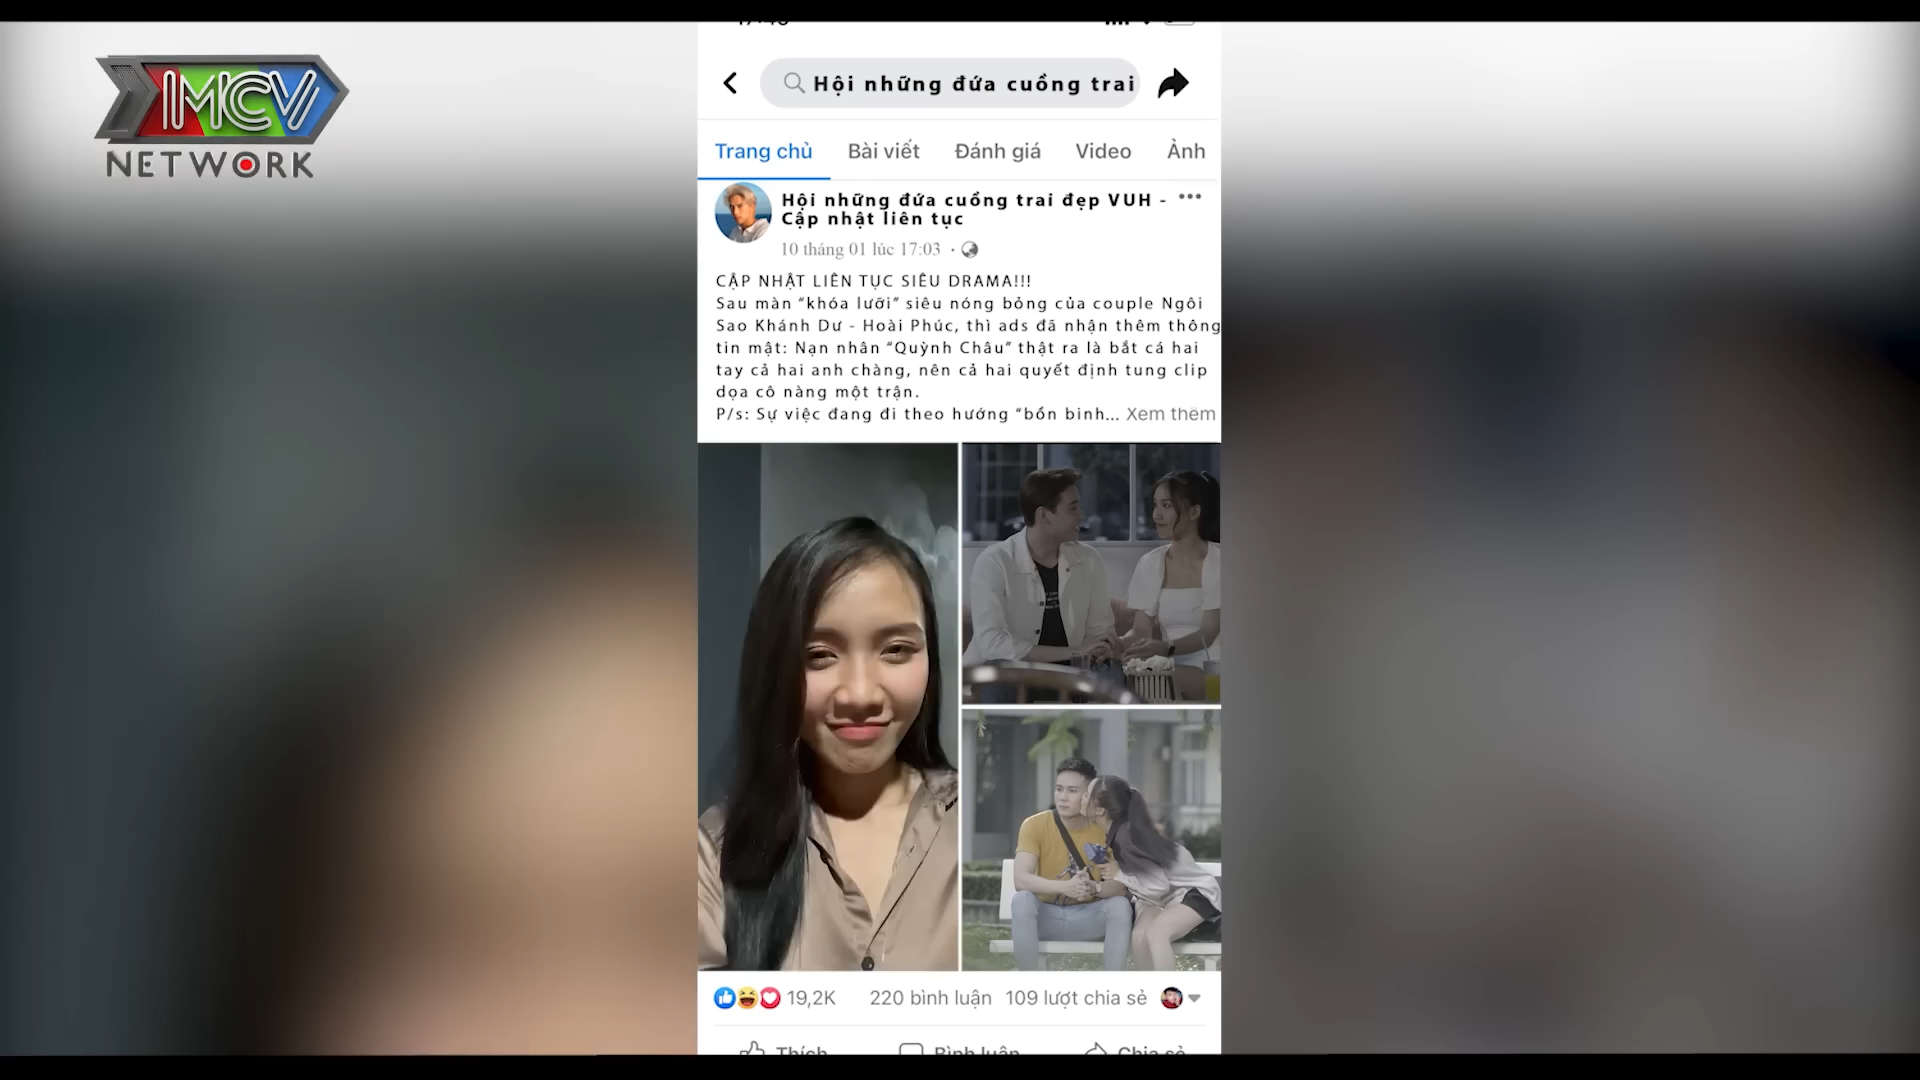 MCV
NETWORK
Hội những đứa cuồng trai
Trang chủ Bài viết Đánh giá Video Ảnh
Hội những đứa cuồng trai đẹp VUH -
Cập nhật liên tục
10 tháng 01 lúc 17:03 ·
CẬP NHẬT LIÊN TỤC SIÊU DRAMA!!!
Sau màn “khóa lưỡi” siêu nóng bỏng của couple Ngôi
Sao Khánh Dư - Hoài Phúc, thì ads đã nhận thêm thông
tin mật: Nạn nhân “Quỳnh Châu” thật ra là bắt cá hai
tay cả hai anh chàng, nên cả hai quyết định tung clip
dọa cô nàng một trận.
P/s: Sự việc đang đi theo hướng “bồn binh... Xem thêm
19,2K 220 bình luận 109 lượt chia sẻ
Thích Bình luận Chia sẻ